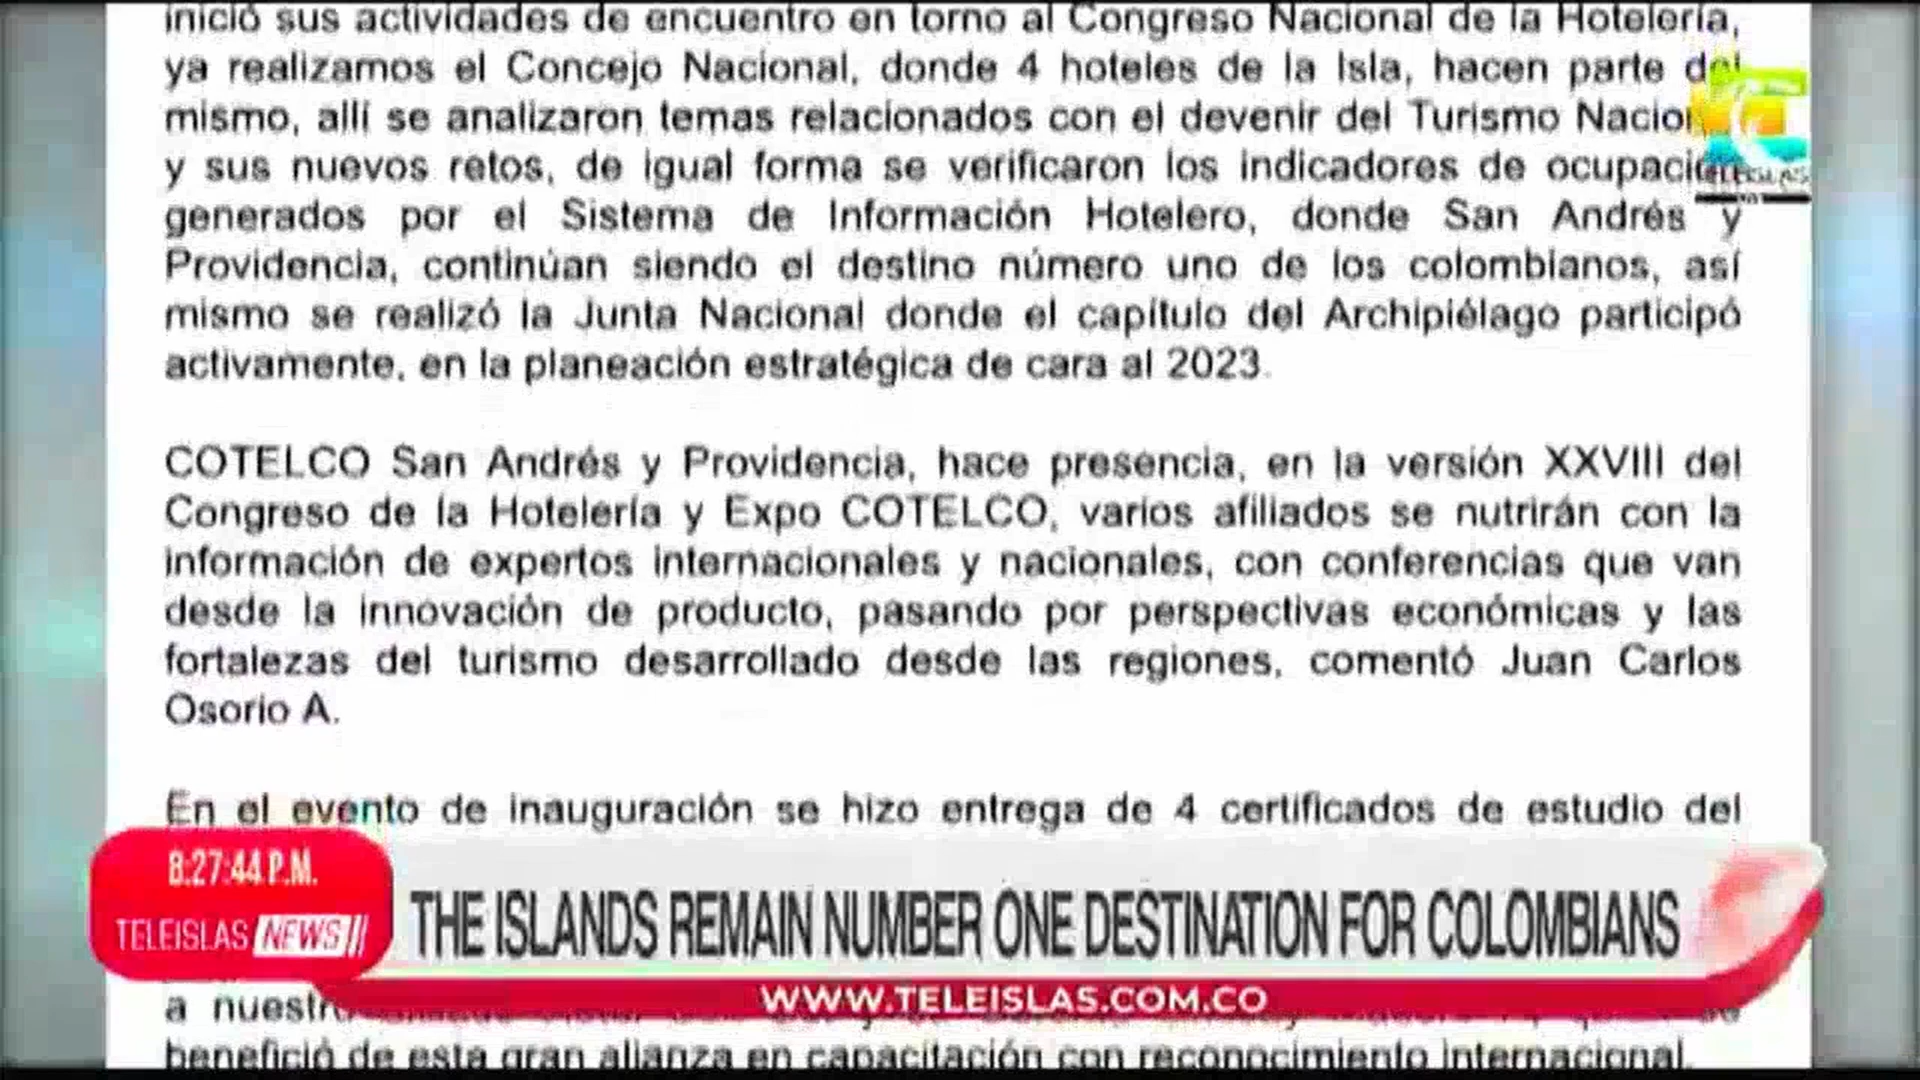 inició sus actividades de encuentro en torno al Congreso Nacional de la Hotelería,
ya realizamos el Concejo Nacional, donde 4 hoteles de la Isla, hacen parte del
mismo, allí se analizaron temas relacionados con el devenir del Turismo Nacio
y sus nuevos retos, de igual forma se verificaron los indicadores de ocupación
generados por el Sistema de Información Hotelero, donde San Andrés y
Providencia, continúan siendo el destino número uno de los colombianos, así
mismo se realizó la Junta Nacional donde el capítulo del Archipiélago participó
activamente, en la planeación estratégica de cara al 2023.
COTELCO San Andrés y Providencia, hace presencia, en la versión XXVIII del
Congreso de la Hotelería y Expo COTELCO, varios afiliados se nutrirán con la
información de expertos internacionales y nacionales, con conferencias que van
desde la innovación de producto, pasando por perspectivas económicas y las
fortalezas del turismo desarrollado desde las regiones, comentó Juan Carlos
Osorio A.
En el evento de inauguración se hizo entrega de 4 certificados de estudio del
8:27:44 P.M.
TELEISLAS NEWS
THE ISLANDS REMAIN NUMBER ONE DESTINATION FOR COLOMBIANS
WWW.TELEISLAS.COM.CO
a
benefició de esta gran alianza en capacitación con reconocimiento internacional.